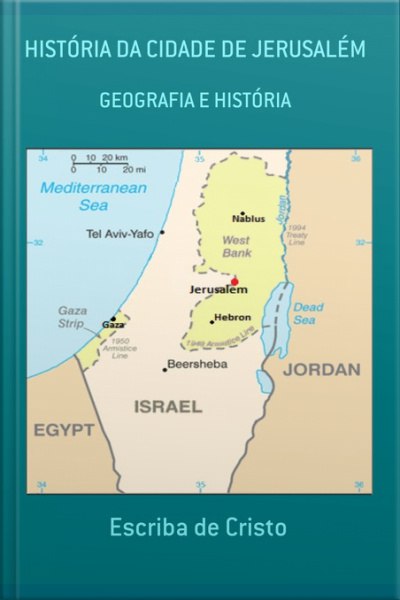 HISTÓRIA DA CIDADE DE JERUSALÉM
GEOGRAFIA E HISTÓRIA
34
35
36
0 10 20 km
0 10 20 mi
Mediterranean
Sea
Tel Aviv-Yafo
Nablus
Jordan
1994
Treaty
Line
32
32
West
Bank
Jerusalém
Gaza
Strip
Gaza
Hebron
Dead
Sea
1950
Armistice
Line
1949 Armistice Line
Beersheba
JORDAN
ISRAEL
EGYPT
34
35
36
Escriba de Cristo